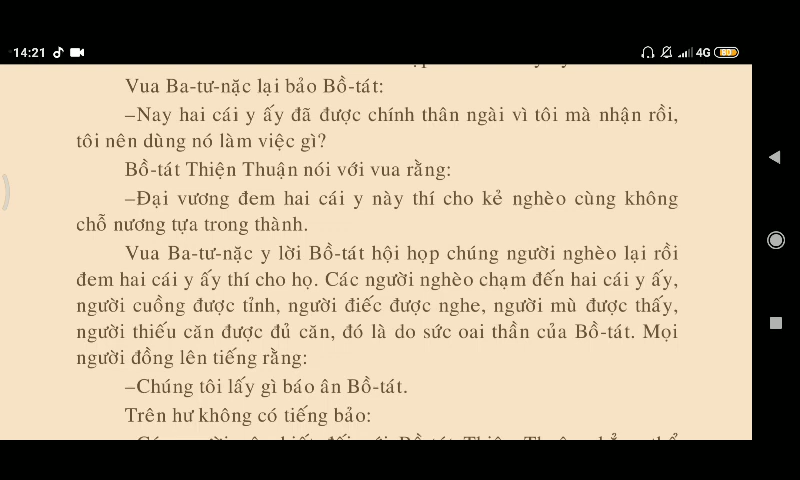 14:21
4G 80
Vua Ba-tư-nặc lại bảo Bồ-tát:
–Nay hai cái y ấy đã được chính thân ngài vì tôi mà nhận rồi,
tôi nên dùng nó làm việc gì?
Bồ-tát Thiện Thuận nói với vua rằng:
–Đại vương đem hai cái y này thí cho kẻ nghèo cùng không
chỗ nương tựa trong thành.
Vua Ba-tư-nặc y lời Bồ-tát hội họp chúng người nghèo lại rồi
đem hai cái y ấy thí cho họ. Các người nghèo chạm đến hai cái y ấy,
người cuồng được tỉnh, người điếc được nghe, người mù được thấy,
người thiếu căn được đủ căn, đó là do sức oai thần của Bồ-tát. Mọi
người đồng lên tiếng rằng:
–Chúng tôi lấy gì báo ân Bồ-tát.
Trên hư không có tiếng bảo: